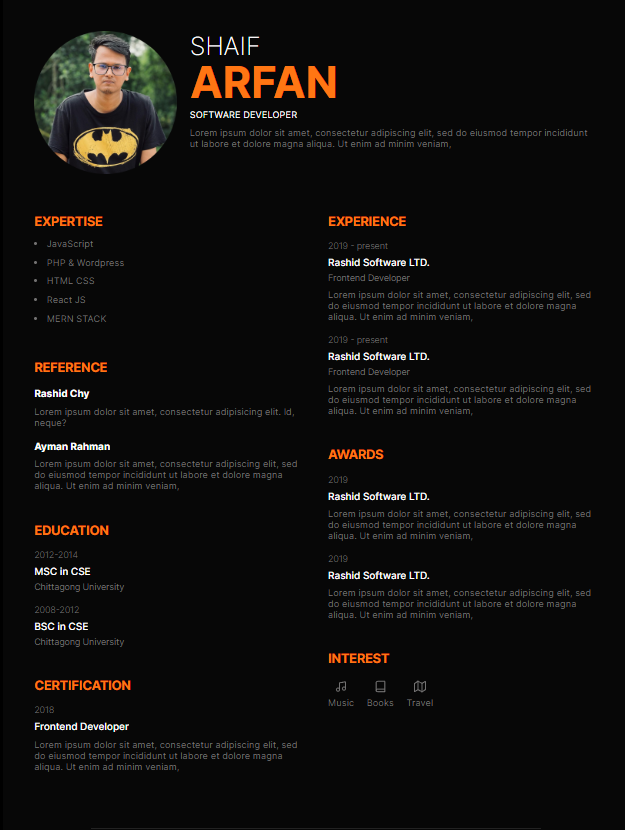 SHAIF
ARFAN
SOFTWARE DEVELOPER
Lorem ipsum dolor sit amet, consectetur adipiscing elit, sed do eiusmod tempor incididunt
ut labore et dolore magna aliqua. Ut enim ad minim veniam,
EXPERTISE
JavaScript
PHP & Wordpress
HTML CSS
React JS
MERN STACK
REFERENCE
Rashid Chy
Lorem ipsum dolor sit amet, consectetur adipisicing elit. Id,
neque?
Ayman Rahman
Lorem ipsum dolor sit amet, consectetur adipiscing elit, sed
do eiusmod tempor incididunt ut labore et dolore magna
aliqua. Ut enim ad minim veniam,
EDUCATION
2012-2014
MSC in CSE
Chittagong University
2008-2012
BSC in CSE
Chittagong University
CERTIFICATION
2018
Frontend Developer
Lorem ipsum dolor sit amet, consectetur adipiscing elit, sed
do eiusmod tempor incididunt ut labore et dolore magna
aliqua. Ut enim ad minim veniam,
EXPERIENCE
2019 - present
Rashid Software LTD.
Frontend Developer
Lorem ipsum dolor sit amet, consectetur adipiscing elit, sed
do eiusmod tempor incididunt ut labore et dolore magna
aliqua. Ut enim ad minim veniam,
2019 - present
Rashid Software LTD.
Frontend Developer
Lorem ipsum dolor sit amet, consectetur adipiscing elit, sed
do eiusmod tempor incididunt ut labore et dolore magna
aliqua. Ut enim ad minim veniam,
AWARDS
2019
Rashid Software LTD.
Lorem ipsum dolor sit amet, consectetur adipiscing elit, sed
do eiusmod tempor incididunt ut labore et dolore magna
aliqua. Ut enim ad minim veniam,
2019
Rashid Software LTD.
Lorem ipsum dolor sit amet, consectetur adipiscing elit, sed
do eiusmod tempor incididunt ut labore et dolore magna
aliqua. Ut enim ad minim veniam,
INTEREST
Music Books Travel